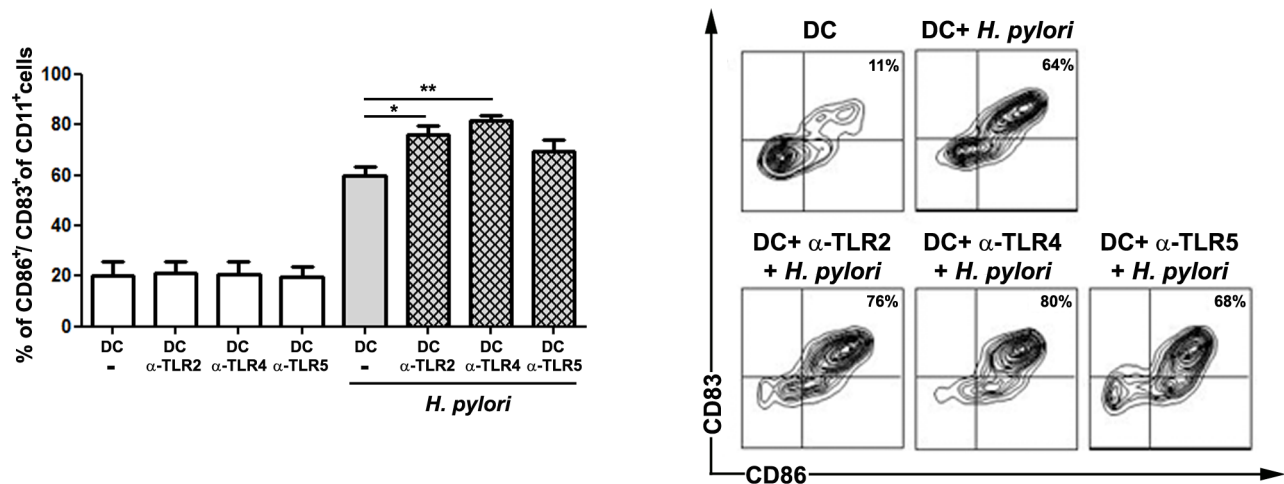 % of CD86+/ CD83+of CD11+cells
100
80
60
40
20
0
*
**
DC DC DC DC DC DC DC DC
- α-TLR2 α-TLR4 α-TLR5 - α-TLR2 α-TLR4 α-TLR5
H. pylori
DC
11%
DC+ H. pylori
64%
DC+ α-TLR2
+ H. pylori
76%
DC+ α-TLR4
+ H. pylori
80%
DC+ α-TLR5
+ H. pylori
68%
CD83
CD86